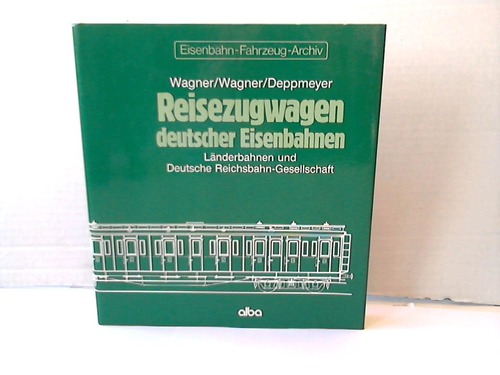 Eisenbahn-Fahrzeug-Archiv
Wagner/Wagner/Deppmeyer
Reisezugwagen
deutscher Eisenbahnen
Länderbahnen und
Deutsche Reichsbahn-Gesellschaft
alba